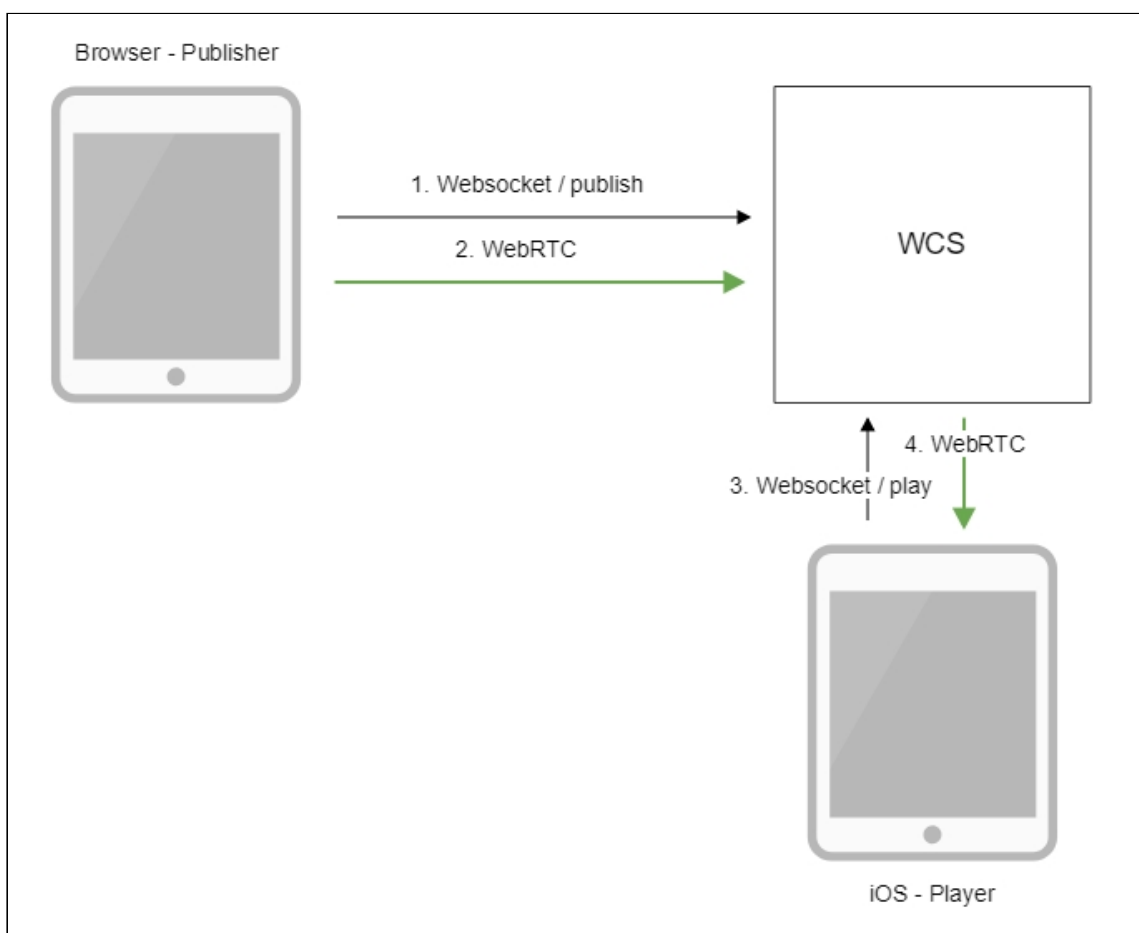 Browser - Publisher
1. Websocket / publish
2. WebRTC
WCS
4. WebRTC
3. Websocket / play
iOS - Player